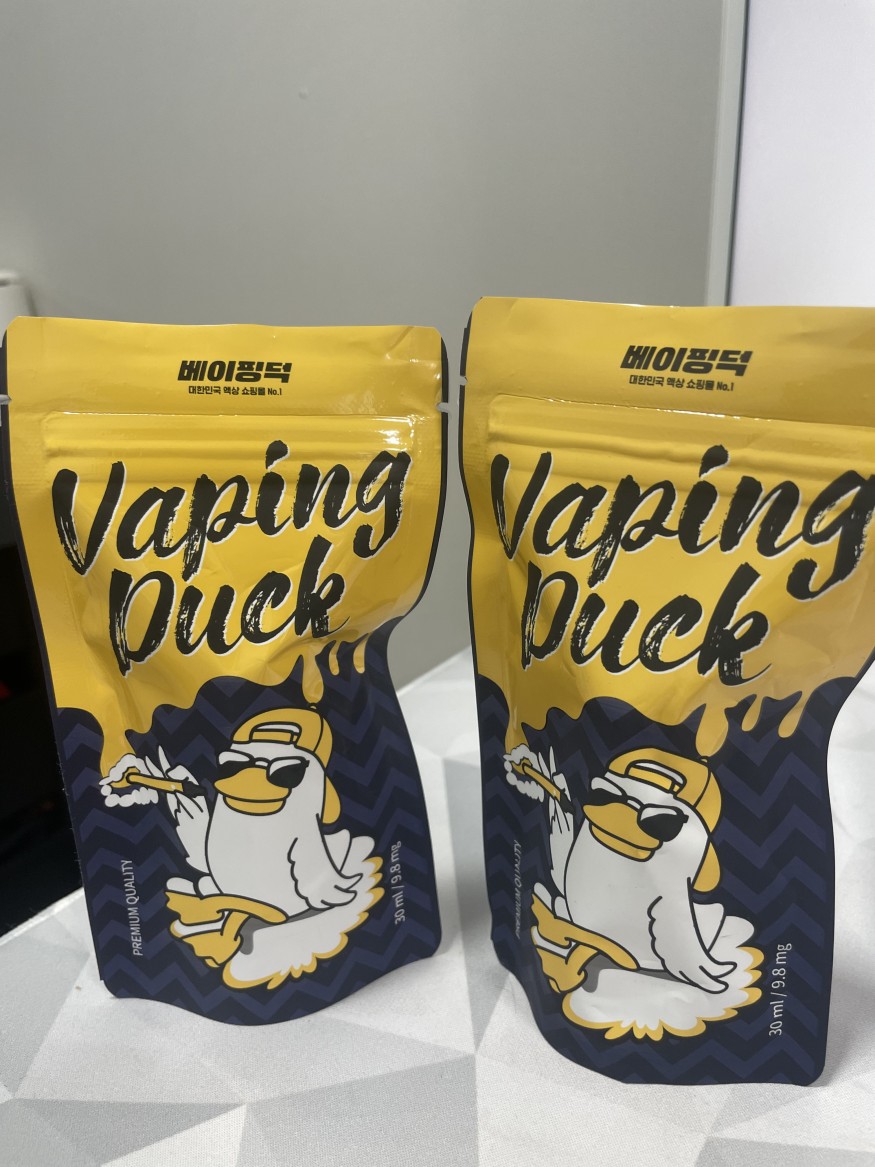 베이핑덕
대한민국 액상 쇼핑몰 No.1
Vaping
Duck
PREMIUM QUALITY
30 ml / 9.8 mg
베이핑덕
대한민국 액상 쇼핑몰 No.1
Vaping
Duck
PREMIUM QUALITY
30 ml / 9.8 mg